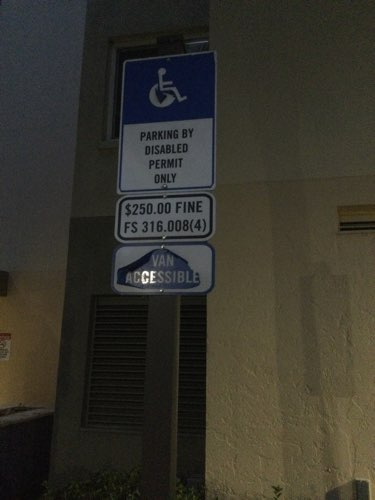 PARKING BY
DISABLED
PERMIT
ONLY
$250.00 FINE
FS 316.008(4)
VAN
ACCESSIBLE